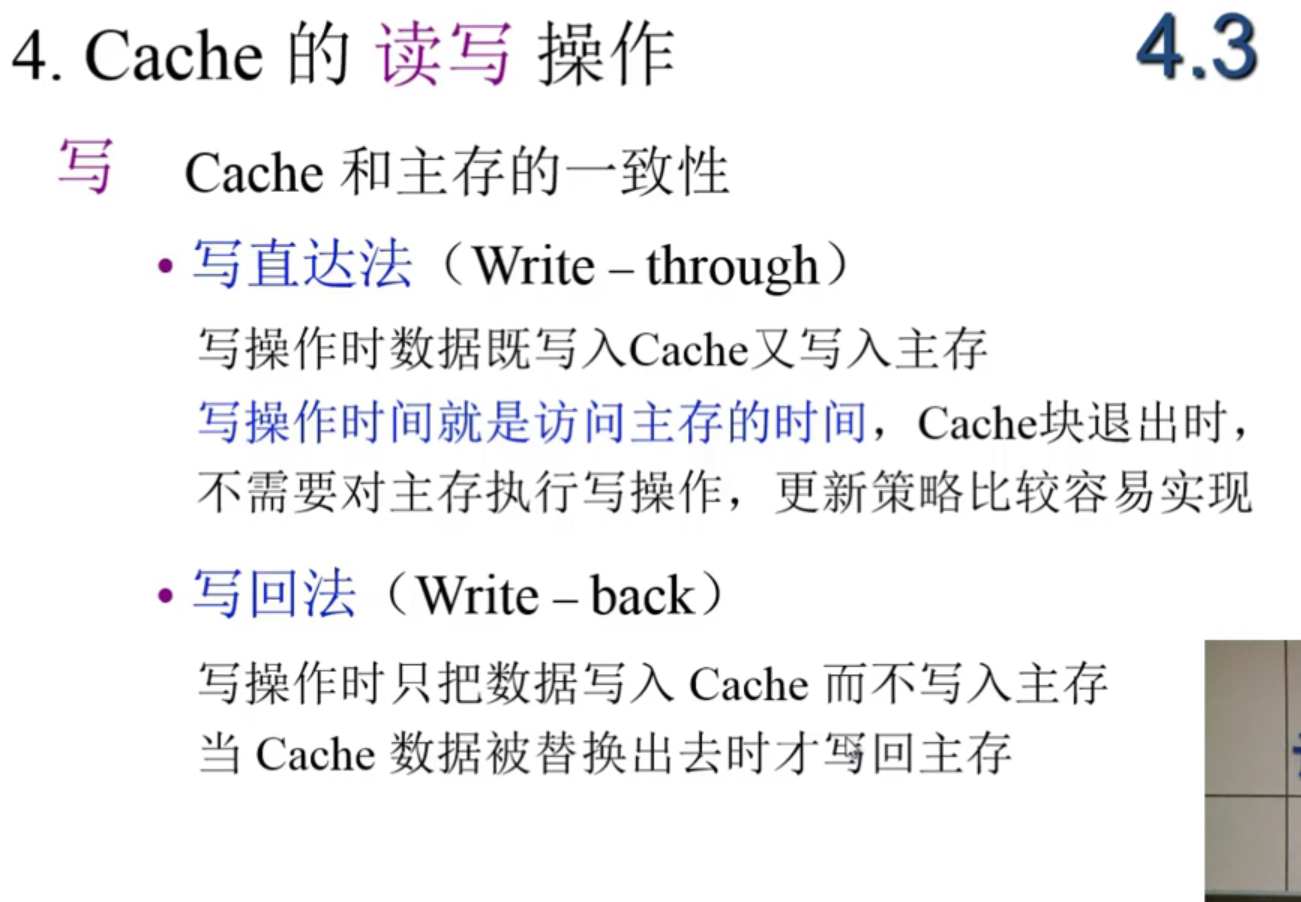 4. Cache 的 读写 操作
4.3
写 Cache 和主存的一致性
• 写直达法（Write – through）
写操作时数据既写入Cache又写入主存
写操作时间就是访问主存的时间，Cache块退出时，
不需要对主存执行写操作，更新策略比较容易实现
• 写回法（Write – back）
写操作时只把数据写入 Cache 而不写入主存
当 Cache 数据被替换出去时才写回主存